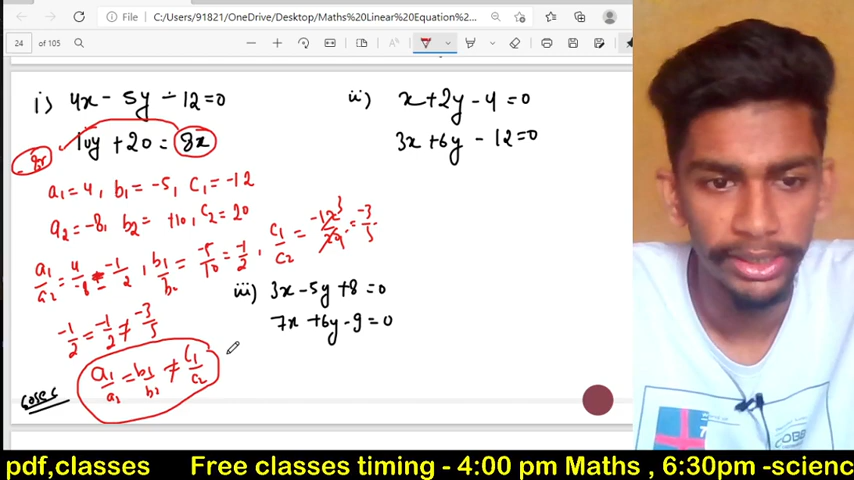 File
C:/Users/91821/OneDrive/Desktop/Maths%20Linear%20Equation%2...
24 of 105
i) 4x - 5y - 12 = 0
10y + 20 = 8x
-8x
a1 = 4, b1 = -5, c1 = -12
a2 = -8, b2 = +10, c2 = 20
a1/a2 = 4/-8 = -1/2, b1/b2 = -5/10 = -1/2, c1/c2 = -12/20 = -3/5
-1/2 = -1/2 ≠ -3/5
a1/a2 = b1/b2 ≠ c1/c2
ii) x + 2y - 4 = 0
3x + 6y - 12 = 0
iii) 3x - 5y + 8 = 0
7x + 6y - 9 = 0
pdf,classes Free classes timing - 4:00 pm Maths , 6:30pm -scienc